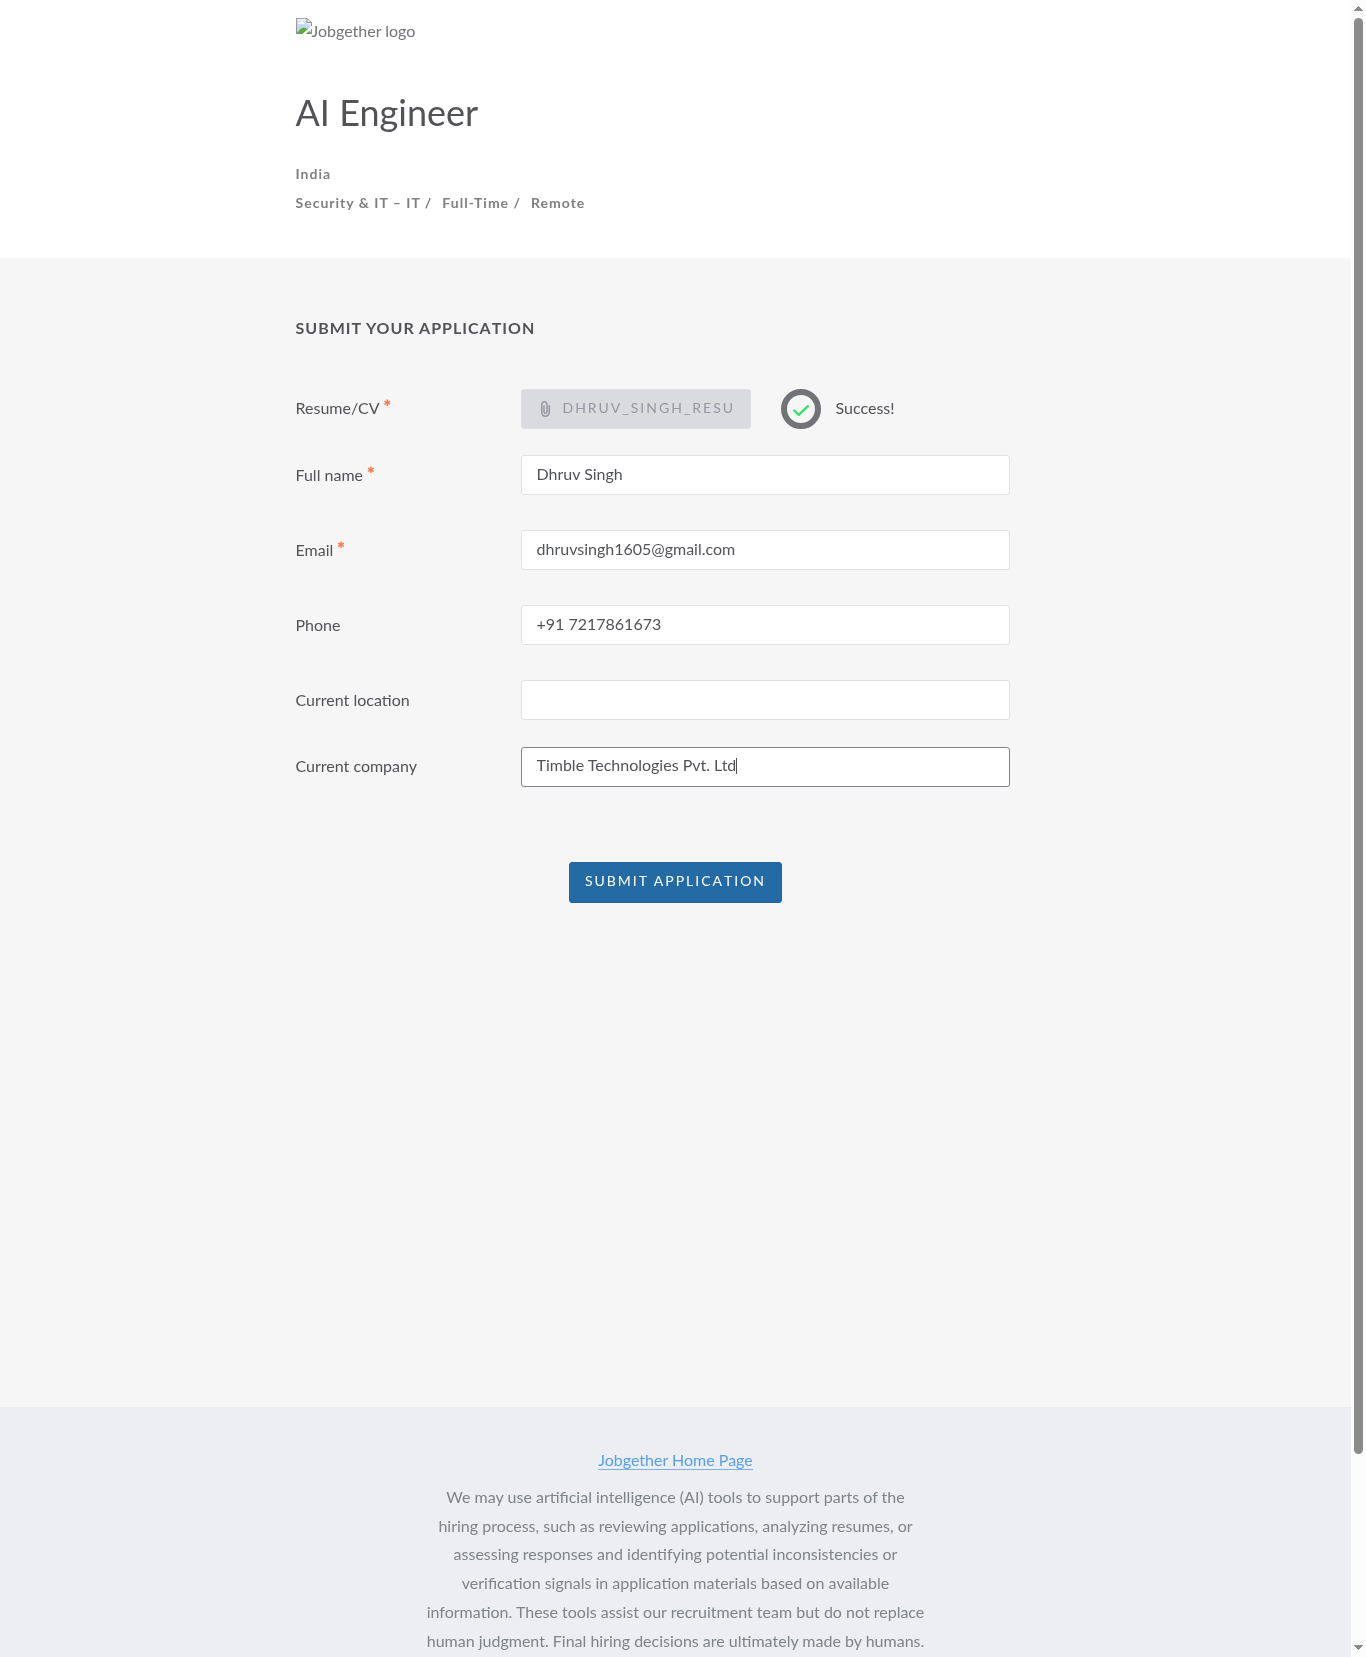 Jobgether logo
AI Engineer
India
Security & IT – IT / Full-Time / Remote
SUBMIT YOUR APPLICATION
Resume/CV *
DHRUV_SINGH_RESU
Success!
Full name *
Dhruv Singh
Email *
dhruvsingh1605@gmail.com
Phone
+91 7217861673
Current location
Current company
Timble Technologies Pvt. Ltd
SUBMIT APPLICATION
Jobgether Home Page
We may use artificial intelligence (AI) tools to support parts of the
hiring process, such as reviewing applications, analyzing resumes, or
assessing responses and identifying potential inconsistencies or
verification signals in application materials based on available
information. These tools assist our recruitment team but do not replace
human judgment. Final hiring decisions are ultimately made by humans.